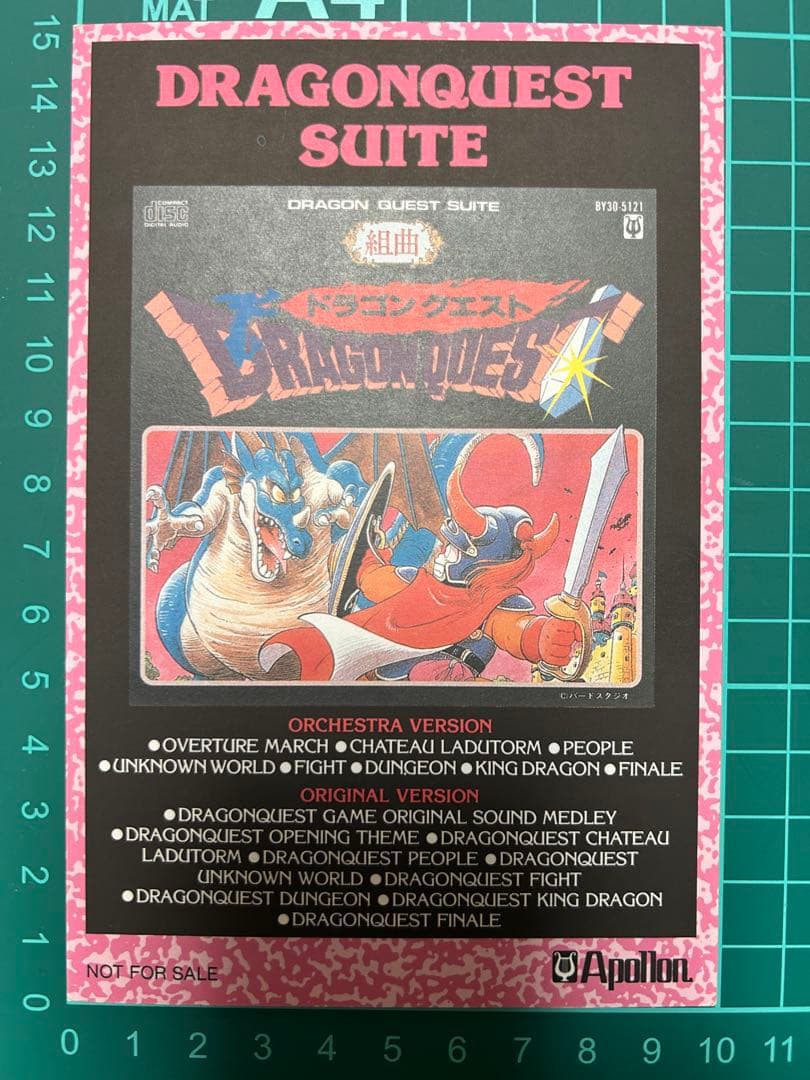 MAT A4
DRAGONQUEST
SUITE
COMPACT
disc
DIGITAL AUDIO
DRAGON QUEST SUITE
BY30-5121
組曲
ドラゴンクエスト
DRAGON QUEST
©バードスタジオ
ORCHESTRA VERSION
●OVERTURE MARCH ●CHATEAU LADUTORM ●PEOPLE
●UNKNOWN WORLD ●FIGHT ●DUNGEON ●KING DRAGON ●FINALE
ORIGINAL VERSION
●DRAGONQUEST GAME ORIGINAL SOUND MEDLEY
●DRAGONQUEST OPENING THEME ●DRAGONQUEST CHATEAU
LADUTORM ●DRAGONQUEST PEOPLE ●DRAGONQUEST
UNKNOWN WORLD ●DRAGONQUEST FIGHT
●DRAGONQUEST DUNGEON ●DRAGONQUEST KING DRAGON
●DRAGONQUEST FINALE
NOT FOR SALE
Apollon
15
14
13
12
11
10
9
8
7
6
5
4
3
2
1
0
0 1 2 3 4 5 6 7 8 9 10 11